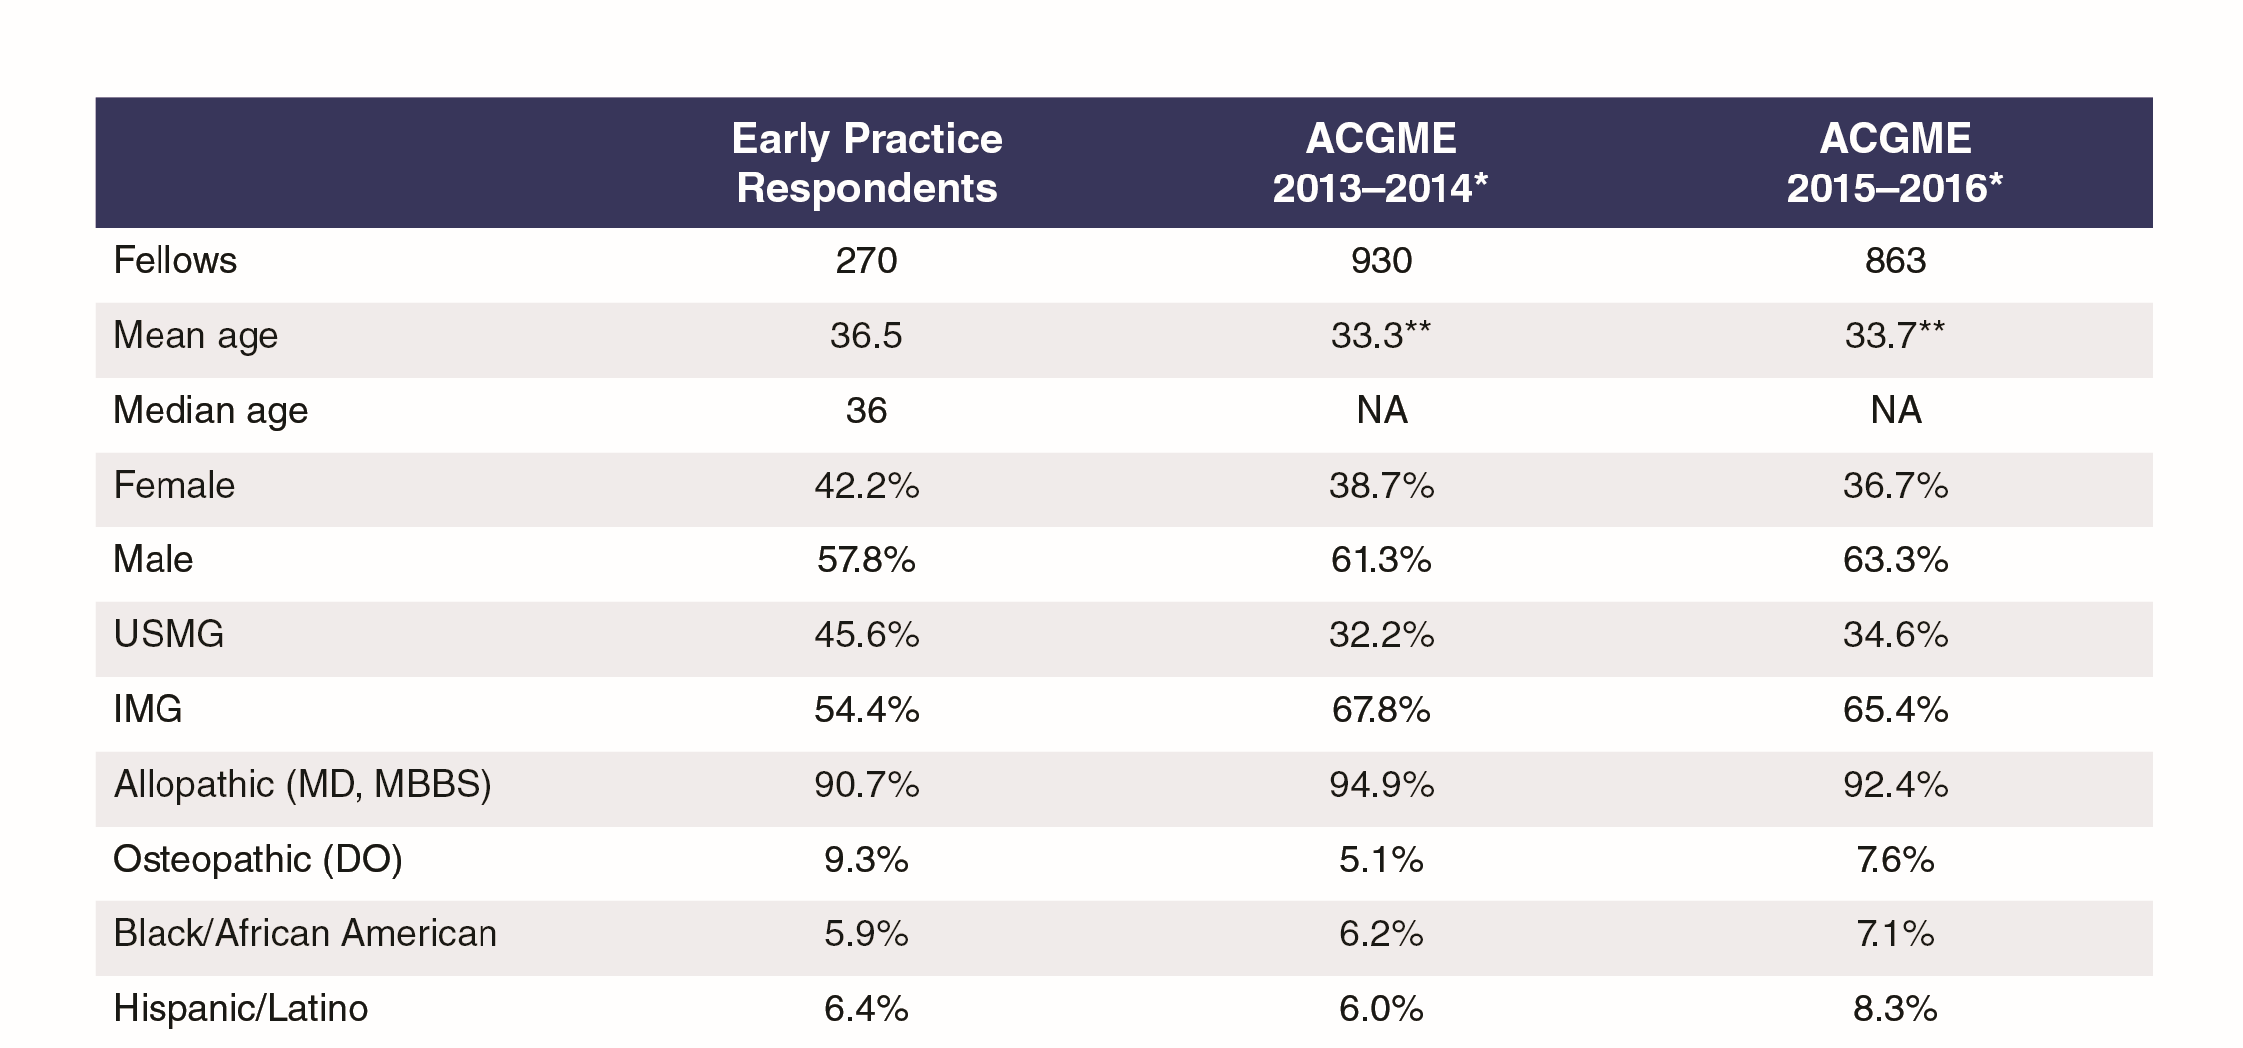 Early Practice Respondents ACGME 2013–2014* ACGME 2015–2016*
Fellows 270 930 863
Mean age 36.5 33.3** 33.7**
Median age 36 NA NA
Female 42.2% 38.7% 36.7%
Male 57.8% 61.3% 63.3%
USMG 45.6% 32.2% 34.6%
IMG 54.4% 67.8% 65.4%
Allopathic (MD, MBBS) 90.7% 94.9% 92.4%
Osteopathic (DO) 9.3% 5.1% 7.6%
Black/African American 5.9% 6.2% 7.1%
Hispanic/Latino 6.4% 6.0% 8.3%